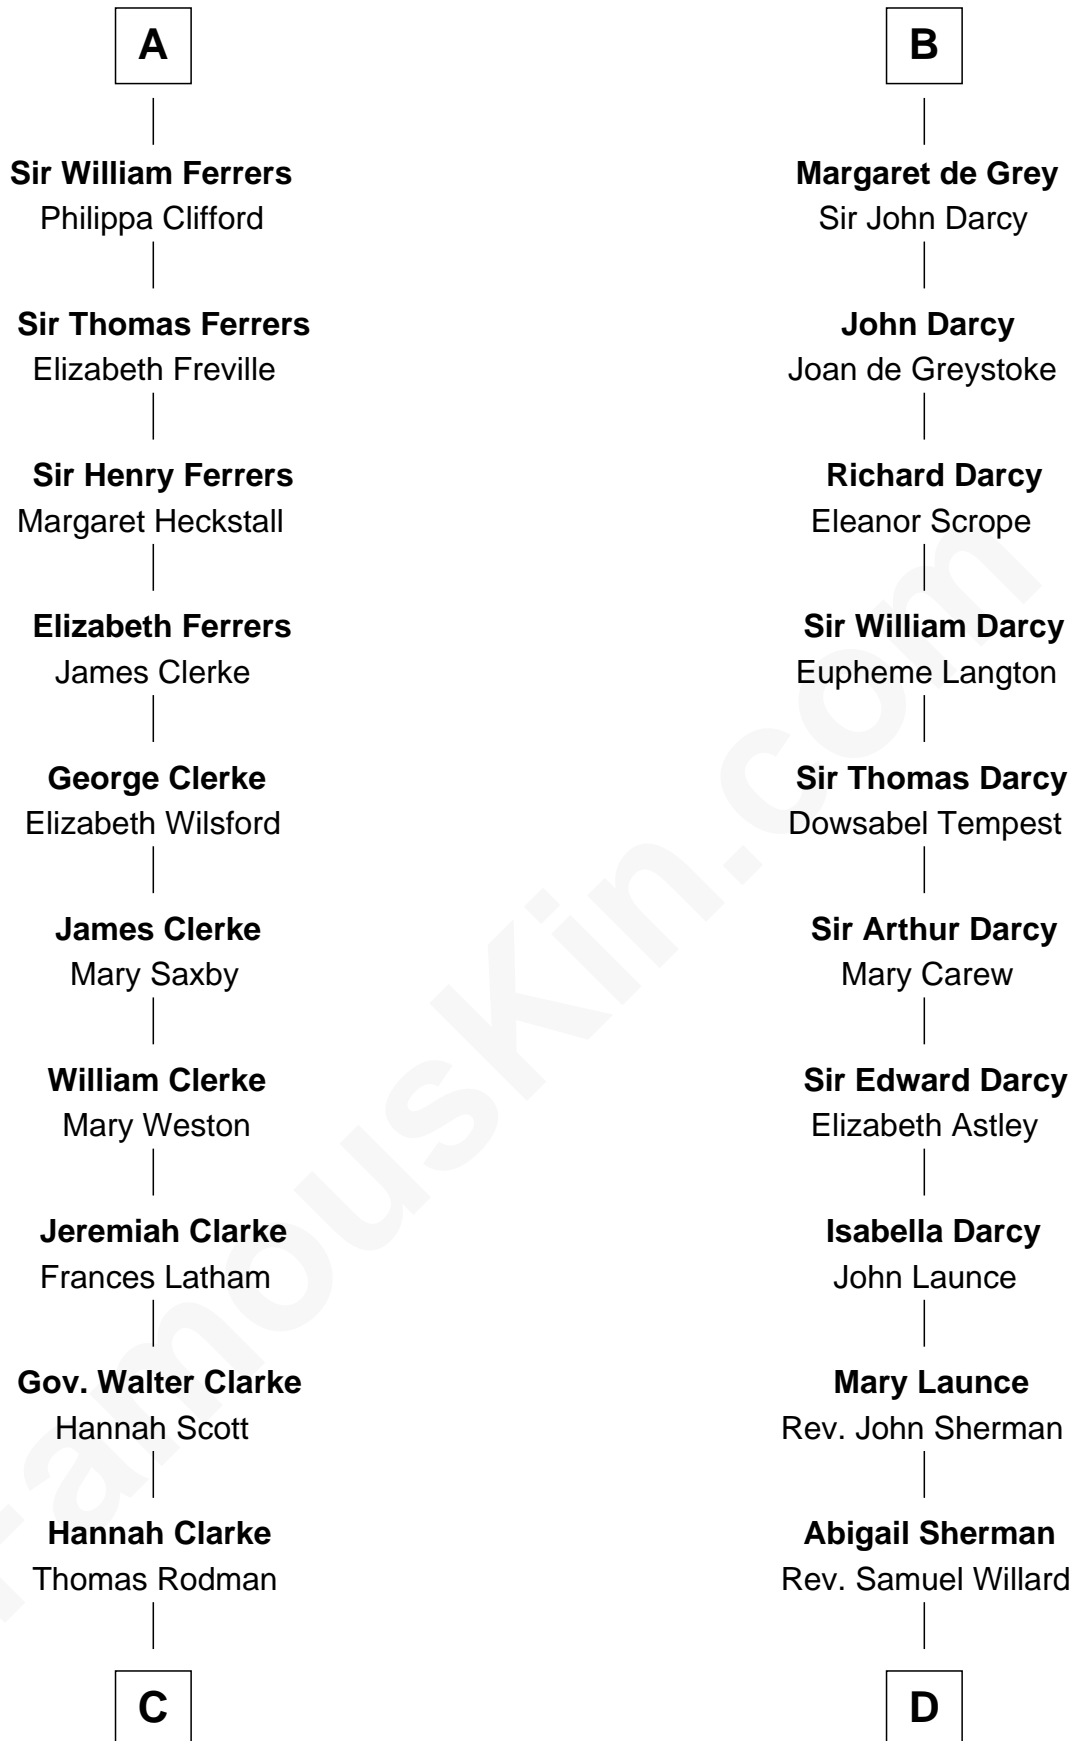 A
Sir William Ferrers
Philippa Clifford
Sir Thomas Ferrers
Elizabeth Freville
Sir Henry Ferrers
Margaret Heckstall
Elizabeth Ferrers
James Clerke
George Clerke
Elizabeth Wilsford
James Clerke
Mary Saxby
William Clerke
Mary Weston
Jeremiah Clarke
Frances Latham
Gov. Walter Clarke
Hannah Scott
Hannah Clarke
Thomas Rodman
C
B
Margaret de Grey
Sir John Darcy
John Darcy
Joan de Greystoke
Richard Darcy
Eleanor Scrope
Sir William Darcy
Eupheme Langton
Sir Thomas Darcy
Dowsabel Tempest
Sir Arthur Darcy
Mary Carew
Sir Edward Darcy
Elizabeth Astley
Isabella Darcy
John Launce
Mary Launce
Rev. John Sherman
Abigail Sherman
Rev. Samuel Willard
D
FamousKin.com